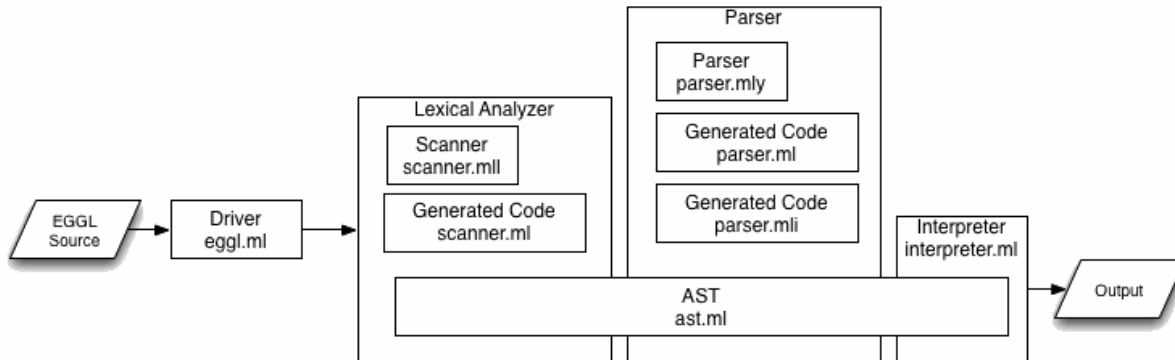 EGGL
Source
Driver
eggl.ml
Lexical Analyzer
Scanner
scanner.mll
Generated Code
scanner.ml
Parser
Parser
parser.mly
Generated Code
parser.ml
Generated Code
parser.mli
Interpreter
interpreter.ml
AST
ast.ml
Output